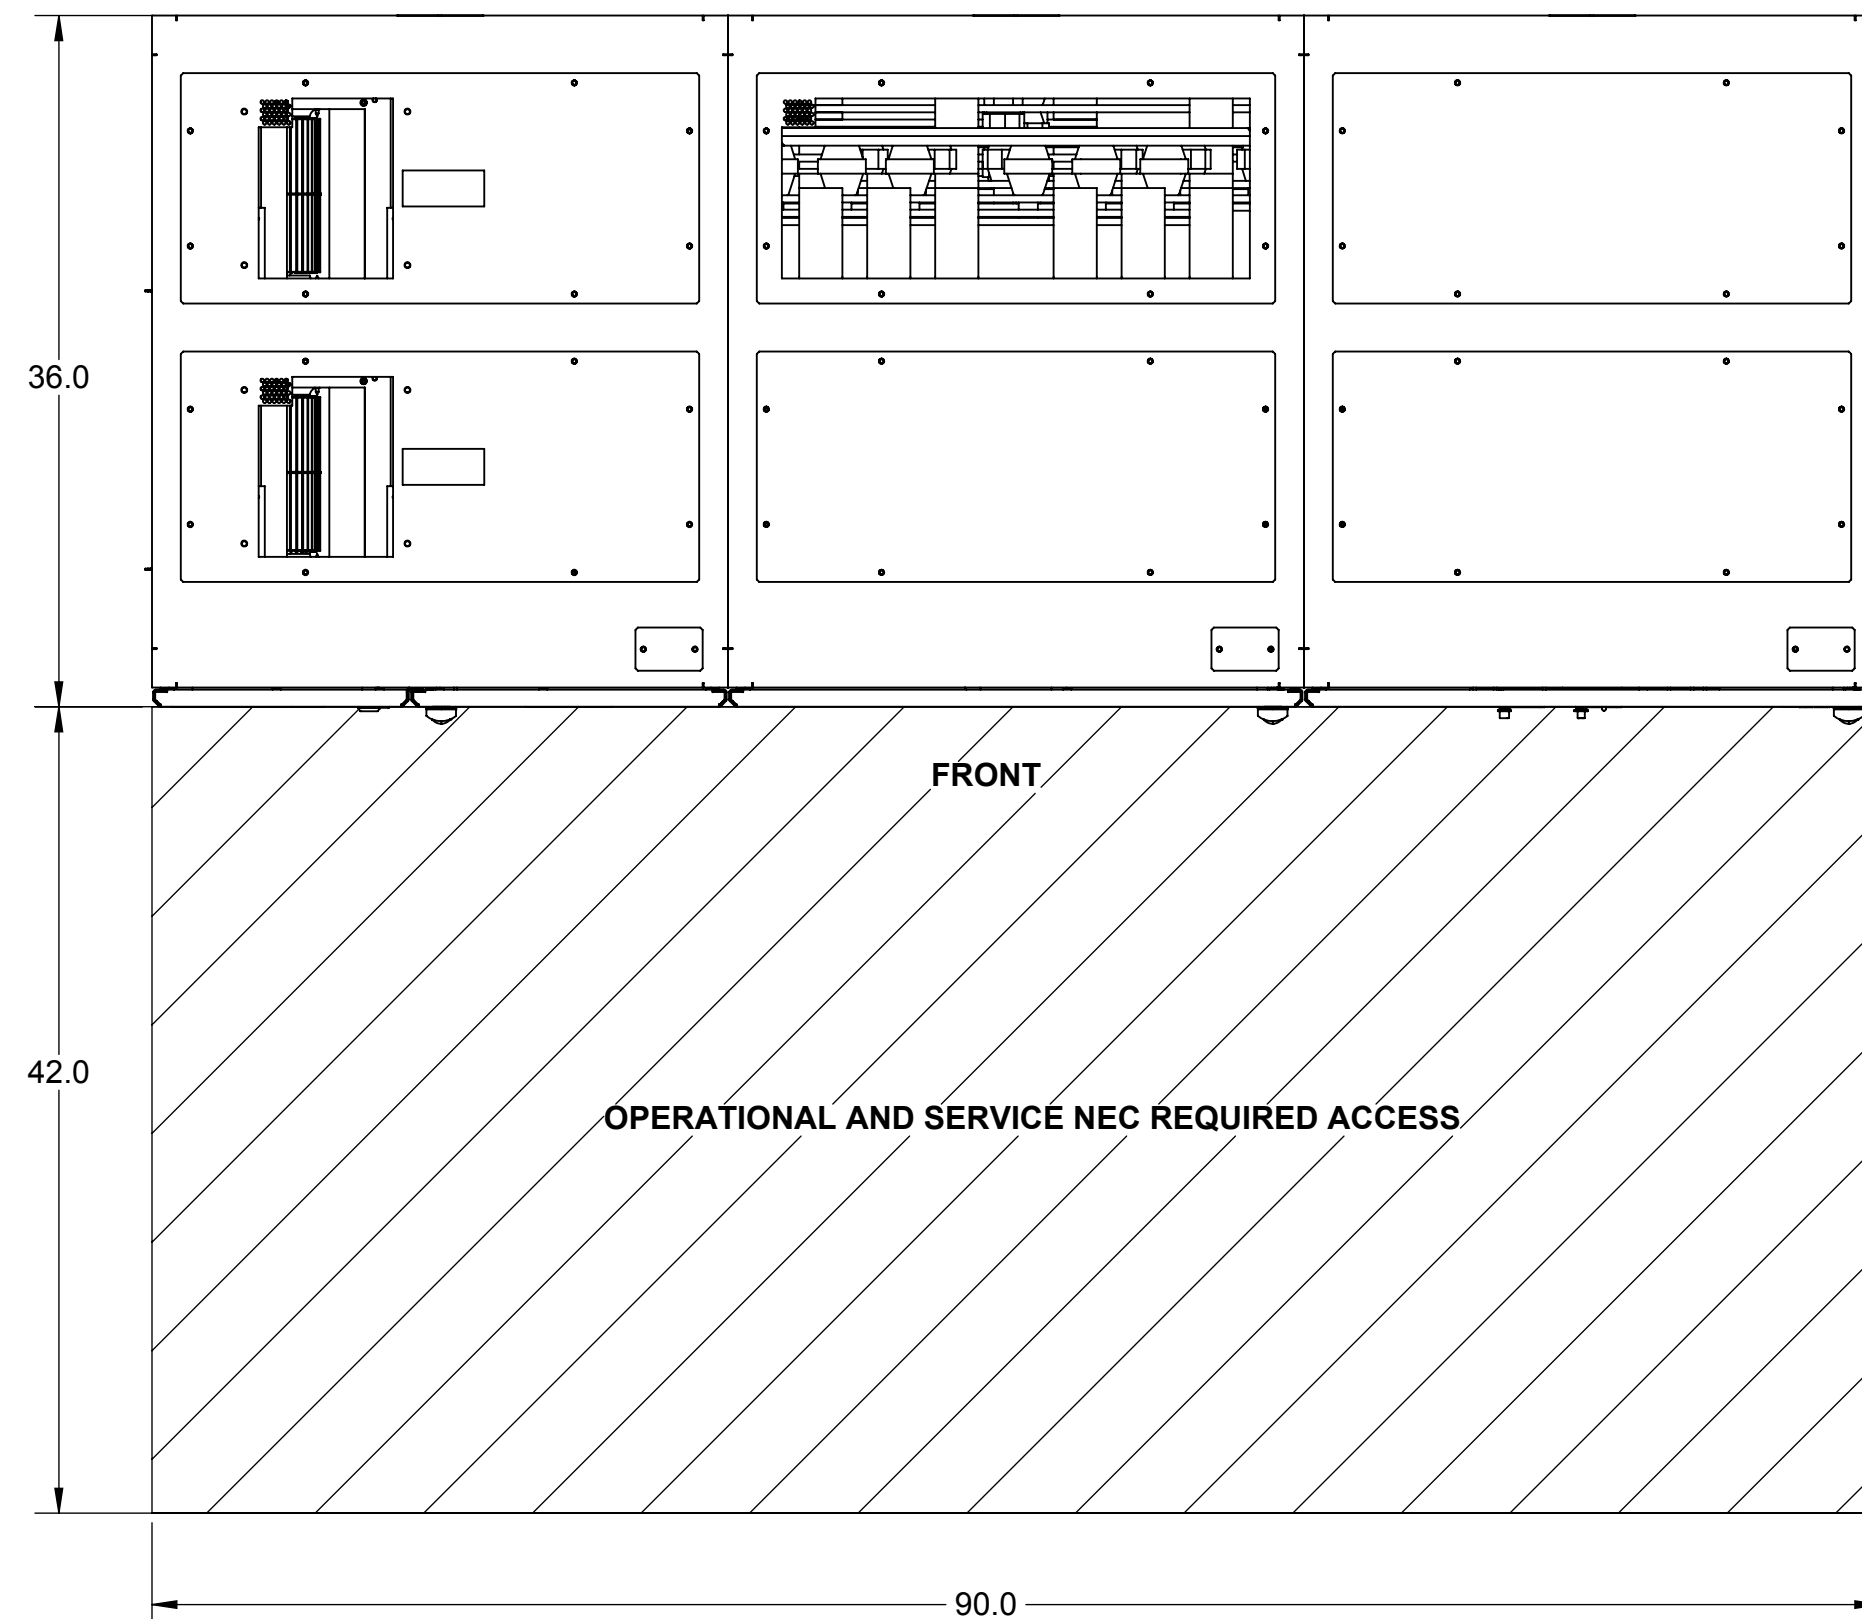 36.0
FRONT
42.0
OPERATIONAL AND SERVICE NEC REQUIRED ACCESS
90.0